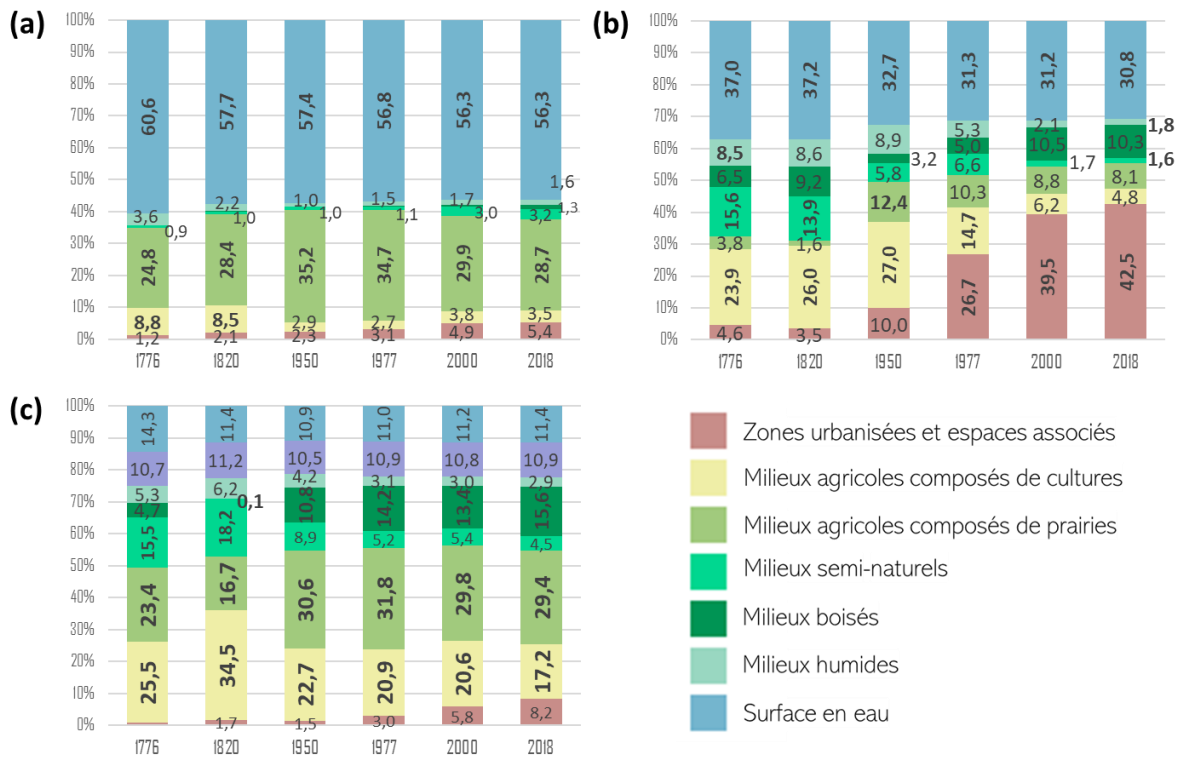 (a)
100%
90%
80%
70%
60%
50%
40%
30%
20%
10%
0%
60,6 57,7 57,4 56,8 56,3 56,3
3,6 2,2 1,0 1,5 1,7 1,6
0,9 1,0 1,0 1,1 3,0 1,3
3,2
24,8 28,4 35,2 34,7 29,9 28,7
8,8 8,5 2,9 2,7 3,8 3,5
1,2 2,1 2,3 3,1 4,9 5,4
1776 1820 1950 1977 2000 2018
(b)
100%
90%
80%
70%
60%
50%
40%
30%
20%
10%
0%
37,0 37,2 32,7 31,3 31,2 30,8
8,5 8,6 8,9 5,3 2,1 1,8
6,5 9,2 3,2 5,0 10,5 10,3
15,6 13,9 5,8 6,6 1,7 1,6
3,8 1,6 12,4 10,3 8,8 8,1
23,9 26,0 27,0 14,7 6,2 4,8
4,6 3,5 10,0 26,7 39,5 42,5
1776 1820 1950 1977 2000 2018
(c)
100%
90%
80%
70%
60%
50%
40%
30%
20%
10%
0%
14,3 11,4 10,9 11,0 11,2 11,4
10,7 11,2 10,5 10,9 10,8 10,9
5,3 6,2 4,2 3,1 3,0 2,9
4,7 0,1 10,8 14,2 13,4 15,6
15,5 18,2 8,9 5,2 5,4 4,5
23,4 16,7 30,6 31,8 29,8 29,4
25,5 34,5 22,7 20,9 20,6 17,2
1,7 1,5 3,0 5,8 8,2
1776 1820 1950 1977 2000 2018
Zones urbanisées et espaces associés
Milieux agricoles composés de cultures
Milieux agricoles composés de prairies
Milieux semi-naturels
Milieux boisés
Milieux humides
Surface en eau